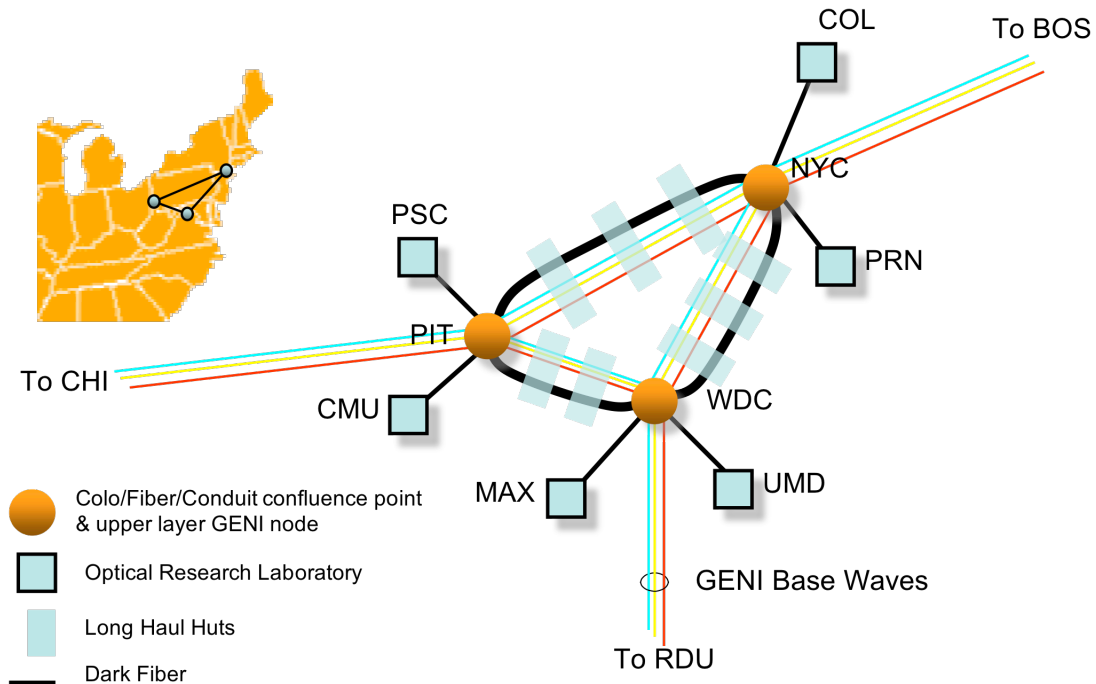 COL
To BOS
NYC
PSC
PRN
PIT
To CHI
CMU
WDC
MAX
UMD
Colo/Fiber/Conduit confluence point
& upper layer GENI node
Optical Research Laboratory
GENI Base Waves
Long Haul Huts
To RDU
Dark Fiber